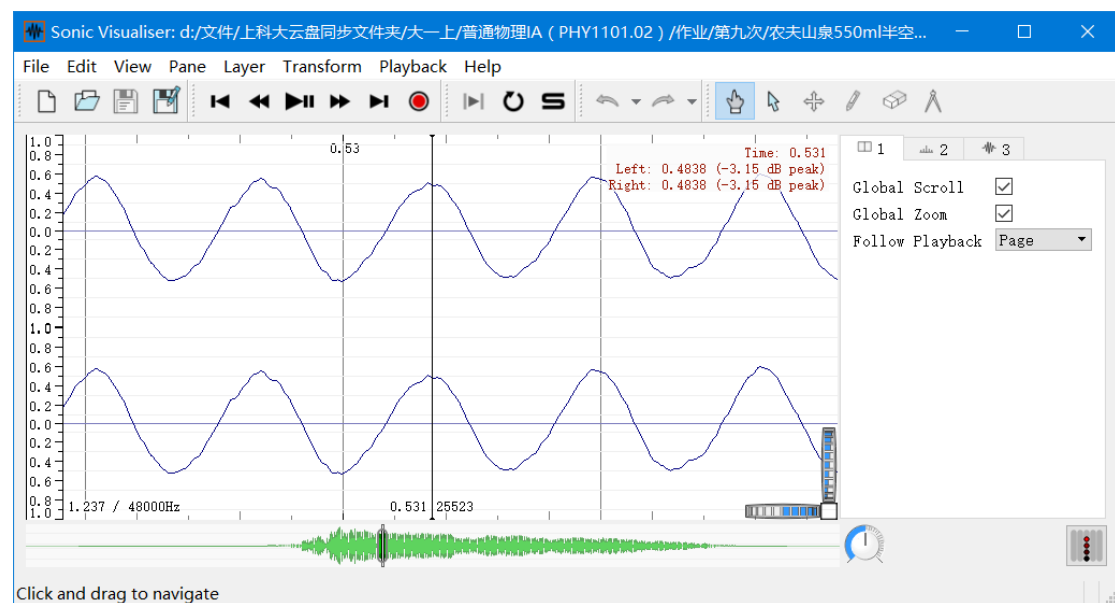 Sonic Visualiser: d:/文件/上科大云盘同步文件夹/大一上/普通物理IA（PHY1101.02）/作业/第九次/农夫山泉550ml半空...
File Edit View Pane Layer Transform Playback Help
1.0
0.8
0.6
0.4
0.2
0.0
0.2
0.4
0.6
0.8
1.0
0.8
0.6
0.4
0.2
0.0
0.2
0.4
0.6
0.8
1.0
0.53
Time: 0.531
Left: 0.4838 (-3.15 dB peak)
Right: 0.4838 (-3.15 dB peak)
1.237 / 48000Hz
0.531 25523
1 2 3
Global Scroll
Global Zoom
Follow Playback Page
Click and drag to navigate